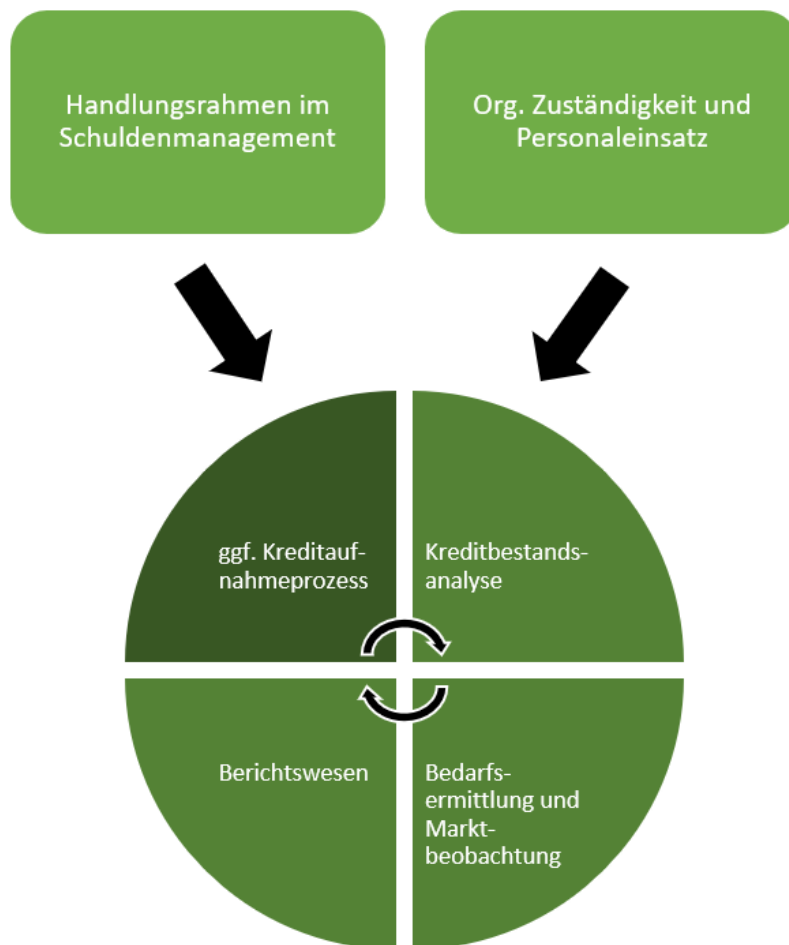 Handlungsrahmen im
Schuldenmanagement
Org. Zuständigkeit und
Personaleinsatz
ggf. Kreditauf-
nahmeprozess
Kreditbestands-
analyse
Berichtswesen
Bedarfs-
ermittlung und
Markt-
beobachtung